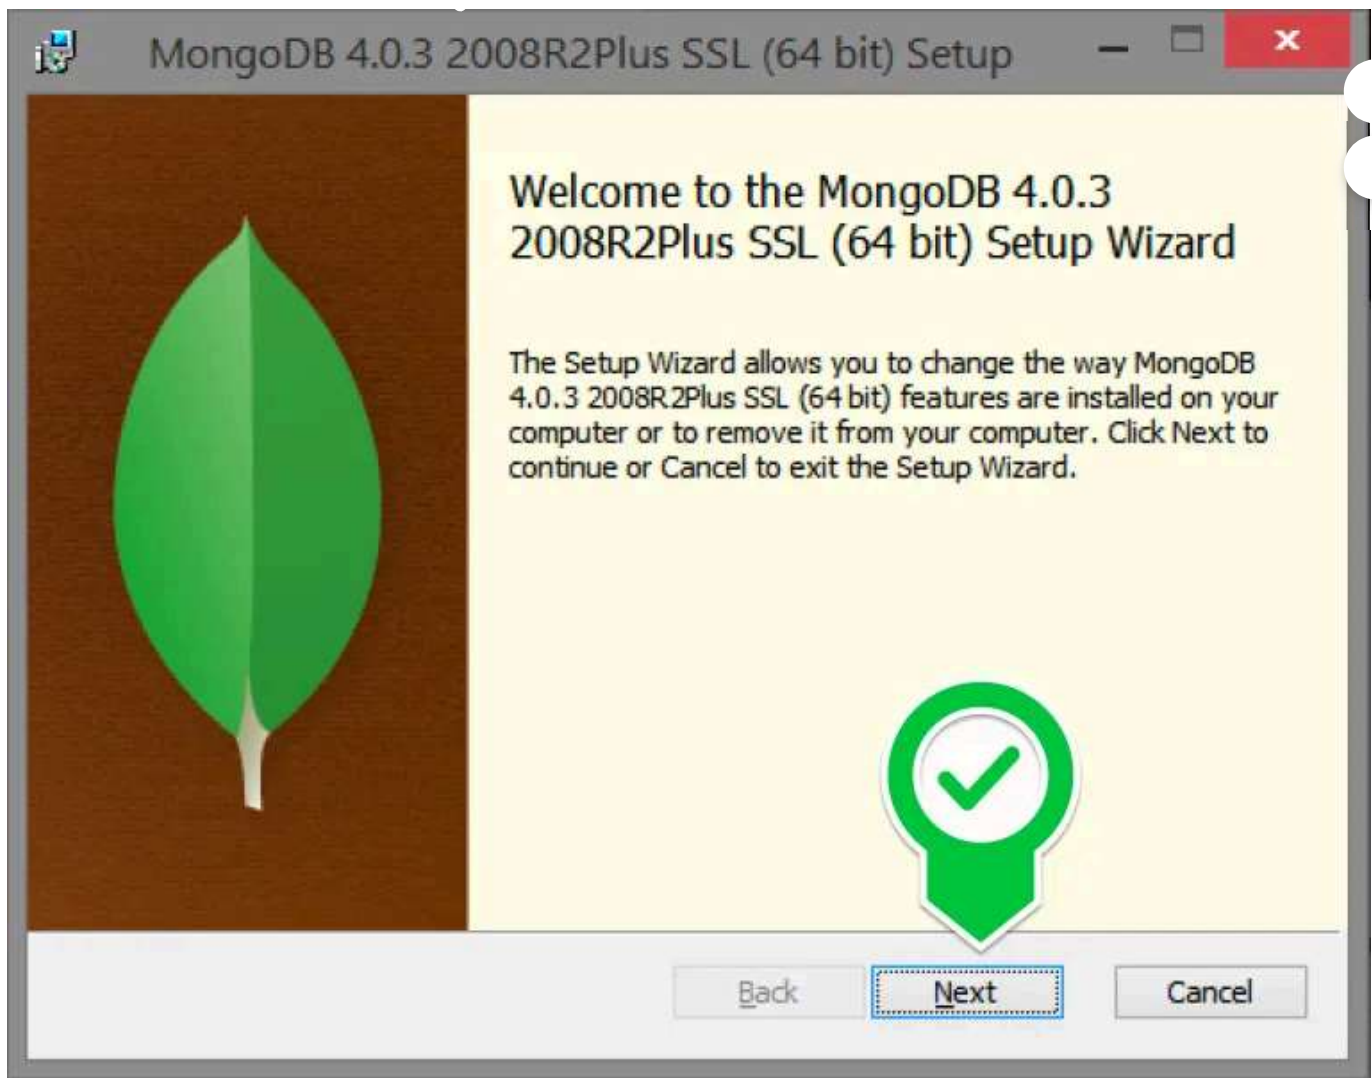 MongoDB 4.0.3 2008R2Plus SSL (64 bit) Setup
Welcome to the MongoDB 4.0.3
2008R2Plus SSL (64 bit) Setup Wizard
The Setup Wizard allows you to change the way MongoDB
4.0.3 2008R2Plus SSL (64 bit) features are installed on your
computer or to remove it from your computer. Click Next to
continue or Cancel to exit the Setup Wizard.
Back Next Cancel